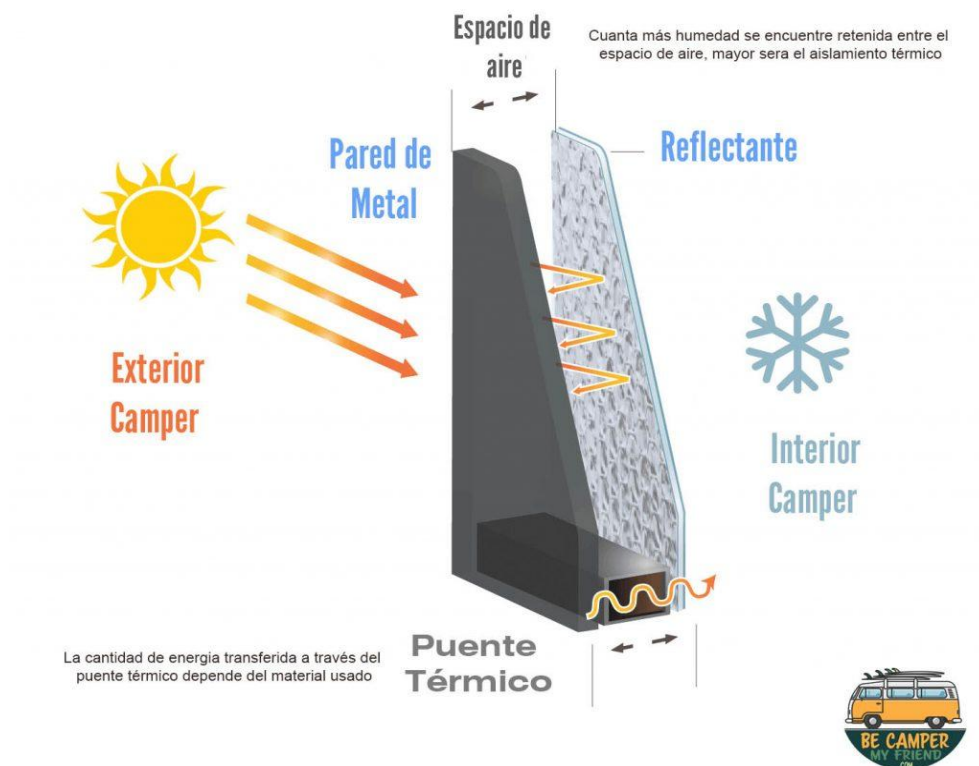 Espacio de
aire
Cuanta más humedad se encuentre retenida entre el
espacio de aire, mayor sera el aislamiento térmico
Pared de
Metal
Reflectante
Exterior
Camper
Interior
Camper
La cantidad de energia transferida a través del
puente térmico depende del material usado
Puente
Térmico
BE CAMPER
MY FRIEND
.COM